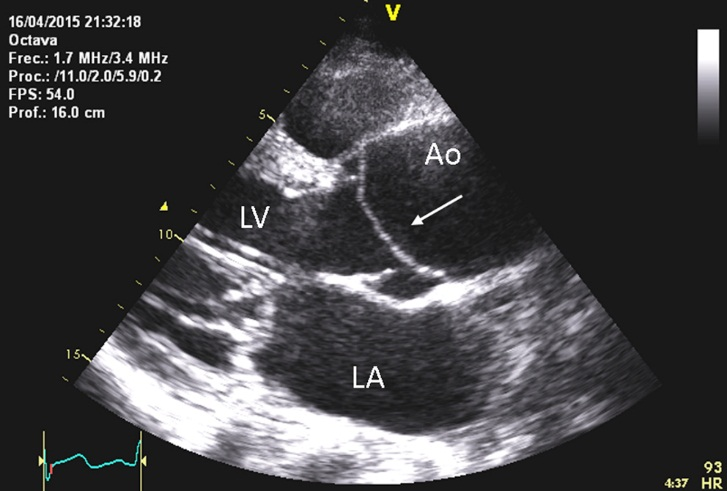 16/04/2015 21:32:18
Octava
Frec.: 1.7 MHz/3.4 MHz
Proc.: /11.0/2.0/5.9/0.2
FPS: 54.0
Prof.: 16.0 cm
V
5
Ao
LV
10
15
LA
93
4:37 HR